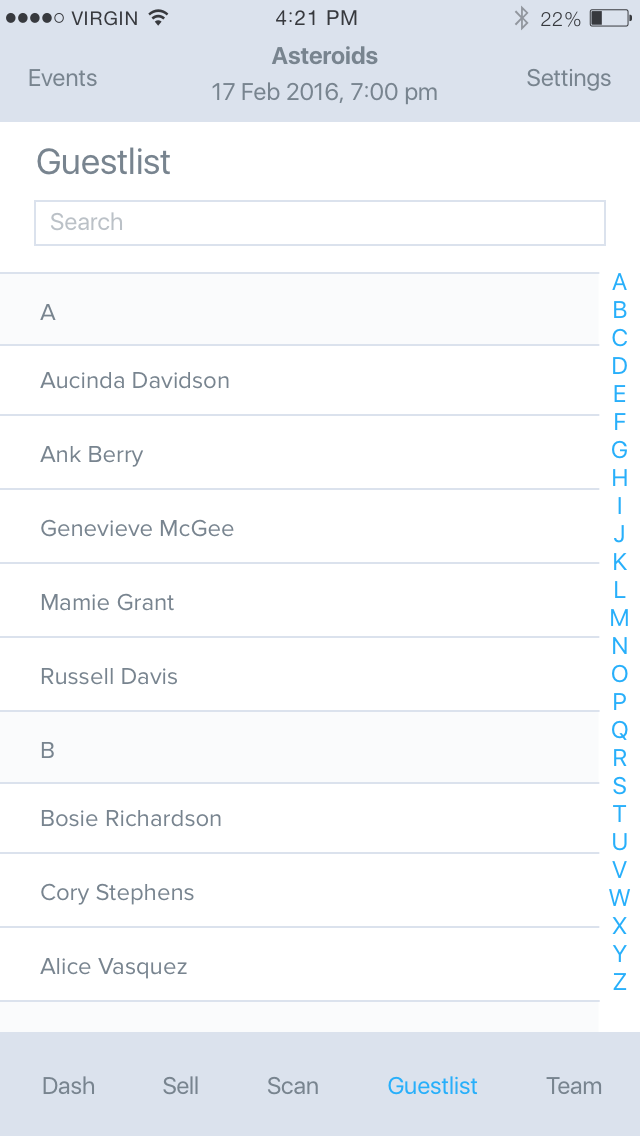 VIRGIN 4:21 PM 22%
Asteroids
Events 17 Feb 2016, 7:00 pm Settings
Guestlist
Search
A
Aucinda Davidson
Ank Berry
Genevieve McGee
Mamie Grant
Russell Davis
B
Bosie Richardson
Cory Stephens
Alice Vasquez
A
B
C
D
E
F
G
H
I
J
K
L
M
N
O
P
Q
R
S
T
U
V
W
X
Y
Z
Dash Sell Scan Guestlist Team